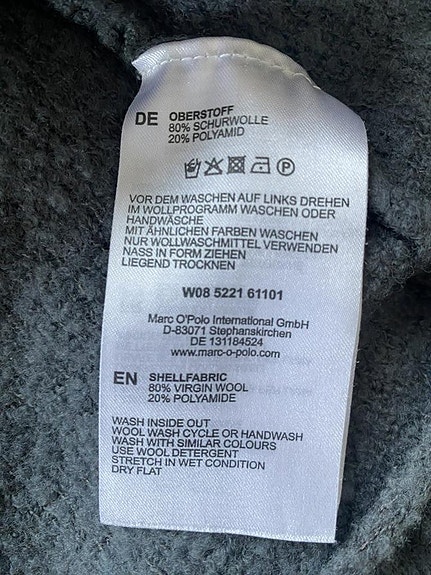 DE OBERSTOFF
80% SCHURWOLLE
20% POLYAMID
P
VOR DEM WASCHEN AUF LINKS DREHEN
IM WOLLPROGRAMM WASCHEN ODER
HANDWÄSCHE
MIT ÄHNLICHEN FARBEN WASCHEN
NUR WOLLWASCHMITTEL VERWENDEN
NASS IN FORM ZIEHEN
LIEGEND TROCKNEN
W08 5221 61101
Marc O'Polo International GmbH
D-83071 Stephanskirchen
DE 131184524
www.marc-o-polo.com
EN SHELLFABRIC
80% VIRGIN WOOL
20% POLYAMIDE
WASH INSIDE OUT
WOOL WASH CYCLE OR HANDWASH
WASH WITH SIMILAR COLOURS
USE WOOL DETERGENT
STRETCH IN WET CONDITION
DRY FLAT